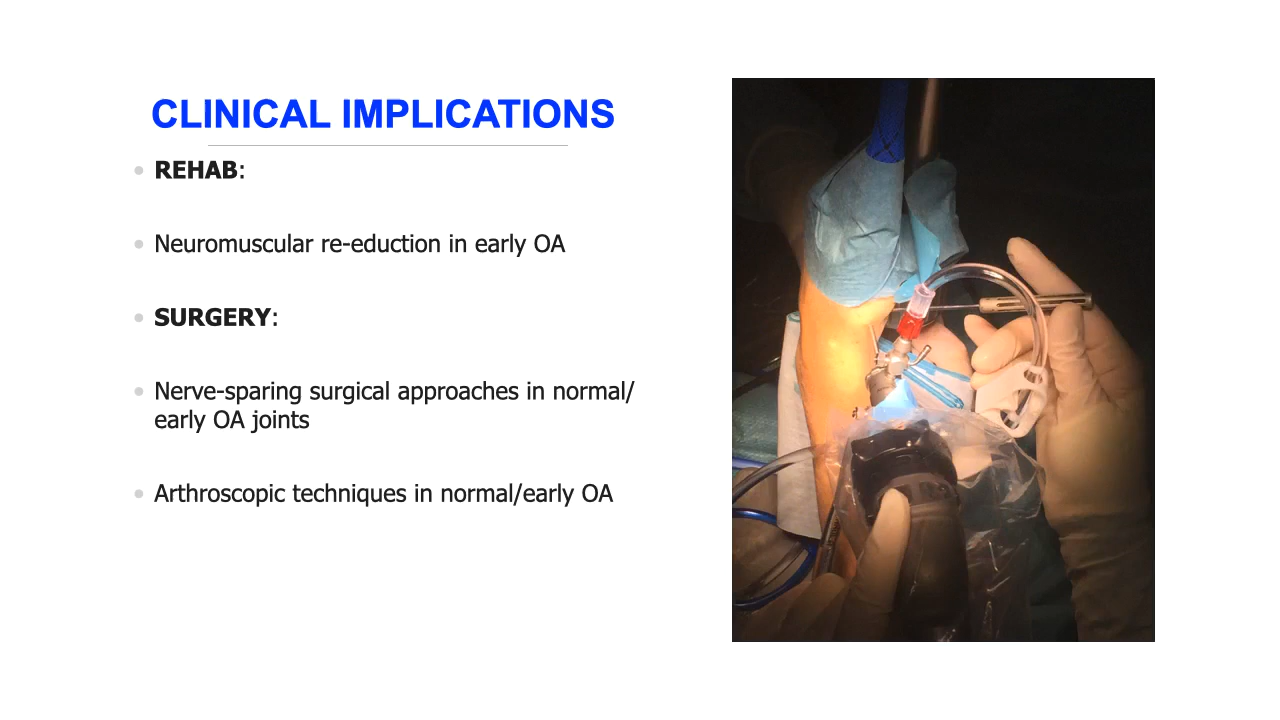 CLINICAL IMPLICATIONS
REHAB:
Neuromuscular re-eduction in early OA
SURGERY:
Nerve-sparing surgical approaches in normal/
early OA joints
Arthroscopic techniques in normal/early OA